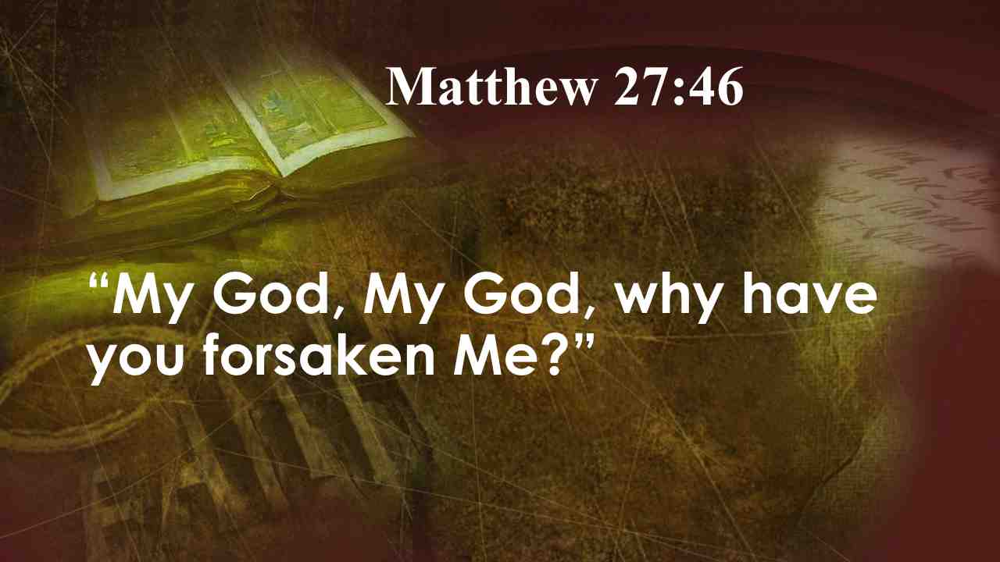 Matthew 27:46
“My God, My God, why have
you forsaken Me?”